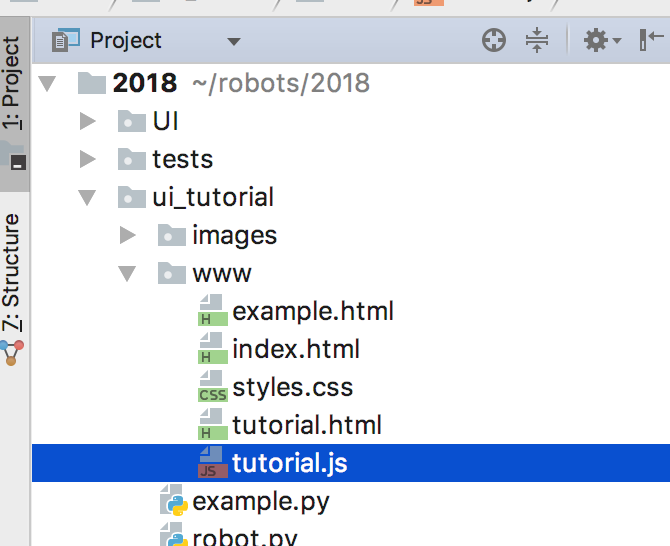 Project
1: Project
2018 ~/robots/2018
UI
tests
ui_tutorial
images
www
7: Structure
H example.html
H index.html
CSS styles.css
H tutorial.html
JS tutorial.js
example.py
robot.py